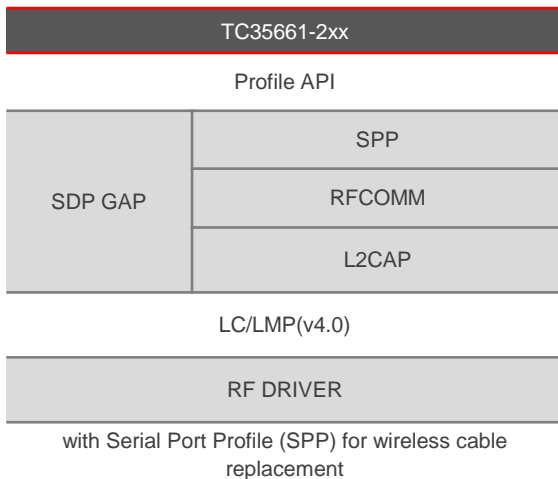 TC35661-2xx
Profile API
SDP GAP
SPP
RFCOMM
L2CAP
LC/LMP(v4.0)
RF DRIVER
with Serial Port Profile (SPP) for wireless cable
replacement